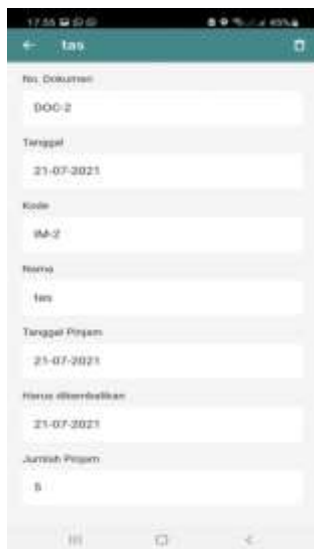 17.55
45%
tas
No. Dokumen
DOC-2
Tanggal
21-07-2021
Kode
IM-2
Nama
tas
Tanggal Pinjam
21-07-2021
Harus dikembalikan
21-07-2021
Jumlah Pinjam
5